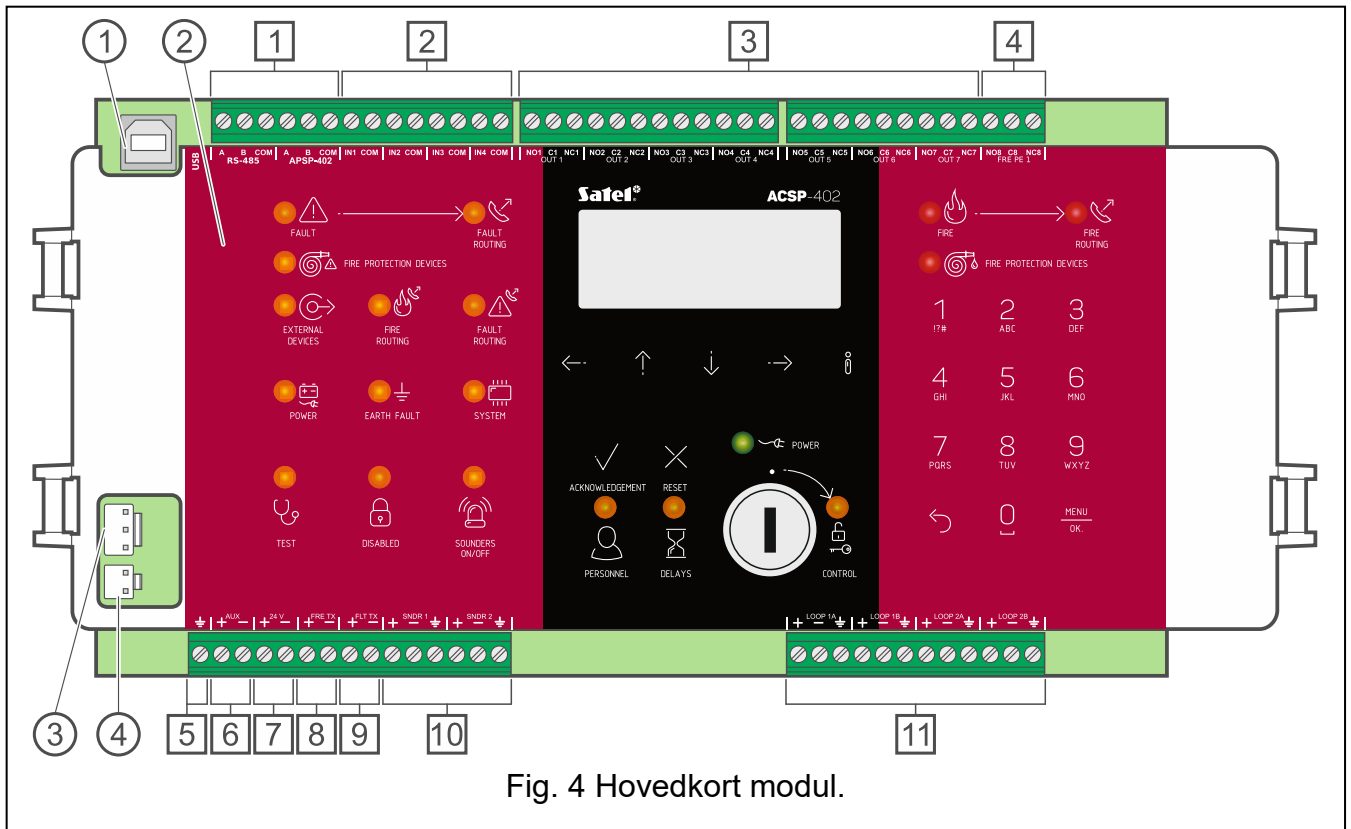 1 2 1 2 3 4
USB
A B COM A B COM IN1 COM IN2 COM IN3 COM IN4 COM NO1 C1 NC1 NO2 C2 NC2 NO3 C3 NC3 NO4 C4 NC4 NO5 C5 NC5 NO6 C6 NC6 NO7 C7 NC7 NO8 C8 NC8
RS-485 APSP-402 OUT 1 OUT 2 OUT 3 OUT 4 OUT 5 OUT 6 OUT 7 FRE PE 1
FAULT
FAULT
ROUTING
FIRE PROTECTION DEVICES
EXTERNAL
DEVICES
FIRE
ROUTING
FAULT
ROUTING
POWER
EARTH FAULT
SYSTEM
TEST
DISABLED
SOUNDERS
ON/OFF
Satel®
ACSP-402
i
POWER
ACKNOWLEDGEMENT
RESET
PERSONNEL
DELAYS
CONTROL
FIRE
FIRE
ROUTING
FIRE PROTECTION DEVICES
1
!?#
2
ABC
3
DEF
4
GHI
5
JKL
6
MNO
7
PQRS
8
TUV
9
WXYZ
0
MENU
OK.
AUX 24 V FRE TX FLT TX SNDR 1 SNDR 2 LOOP 1A LOOP 1B LOOP 2A LOOP 2B
+ − + − + − + − + − + − + − + − + − + −
3 4 5 6 7 8 9 10 11
Fig. 4 Hovedkort modul.